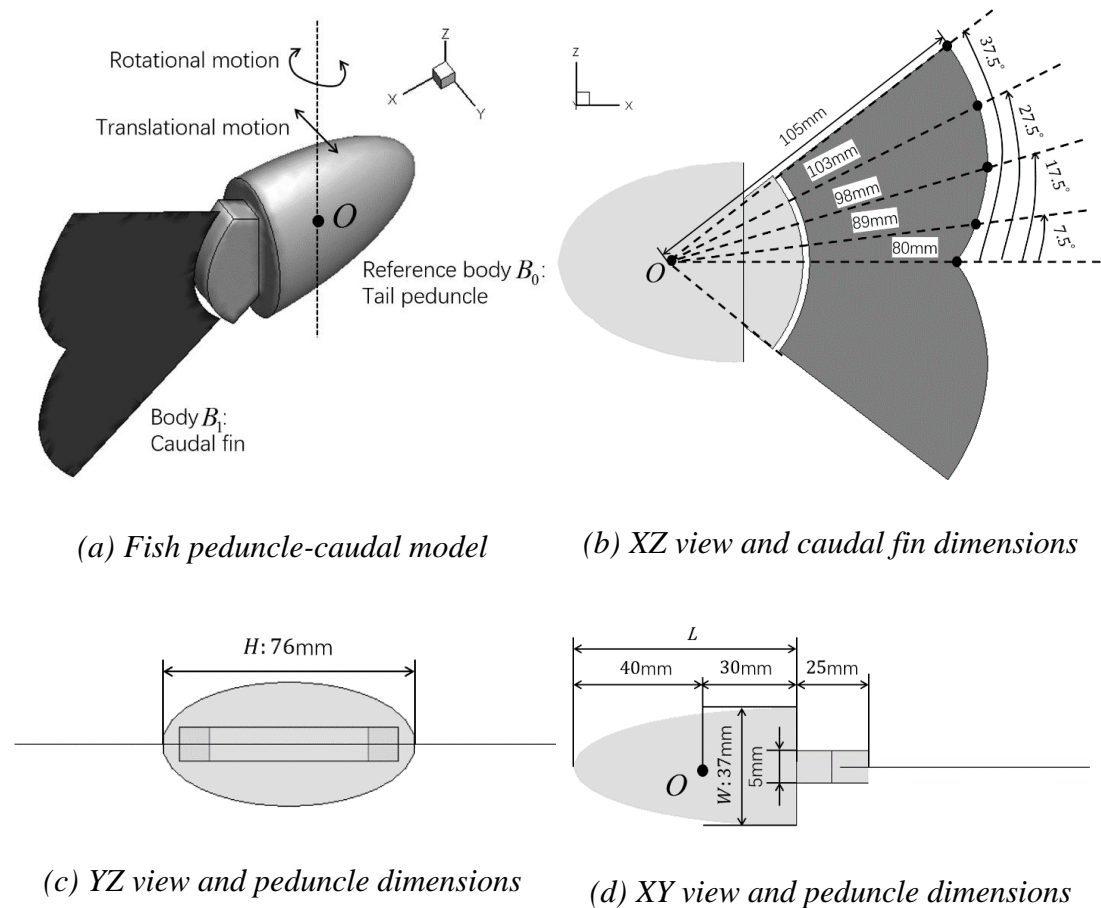 Rotational motion
Translational motion
Z
X
Y
O
Reference body B₀:
Tail peduncle
Body B₁:
Caudal fin
(a) Fish peduncle-caudal model
Z
Y
X
105mm
103mm
98mm
89mm
80mm
37.5°
27.5°
17.5°
7.5°
O
(b) XZ view and caudal fin dimensions
H:76mm
(c) YZ view and peduncle dimensions
L
40mm
30mm
25mm
W:37mm
5mm
O
(d) XY view and peduncle dimensions